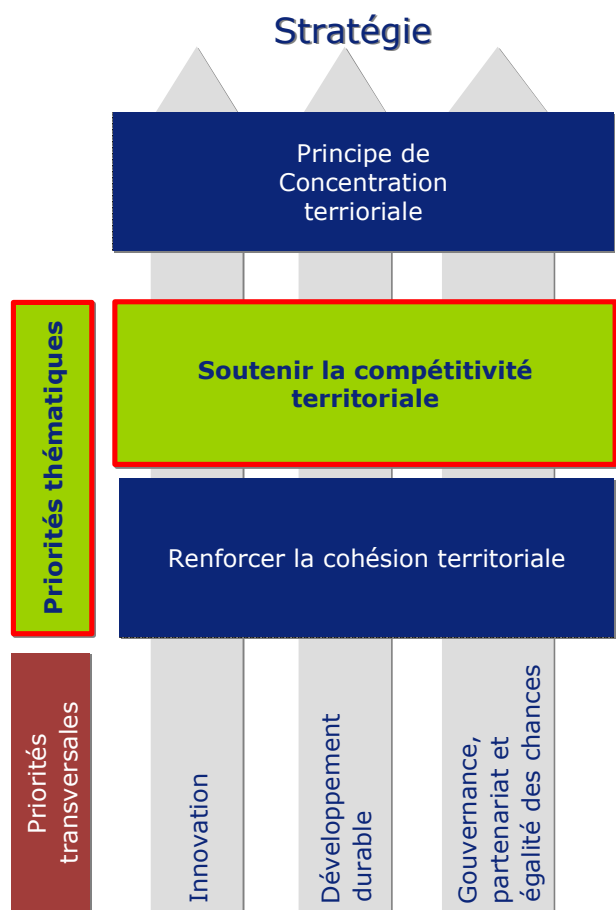 Stratégie
Principe de
Concentration
terrioriale
Priorités thématiques
Soutenir la compétitivité
territoriale
Renforcer la cohésion territoriale
Priorités
transversales
Innovation
Développement
durable
Gouvernance,
partenariat et
égalité des chances